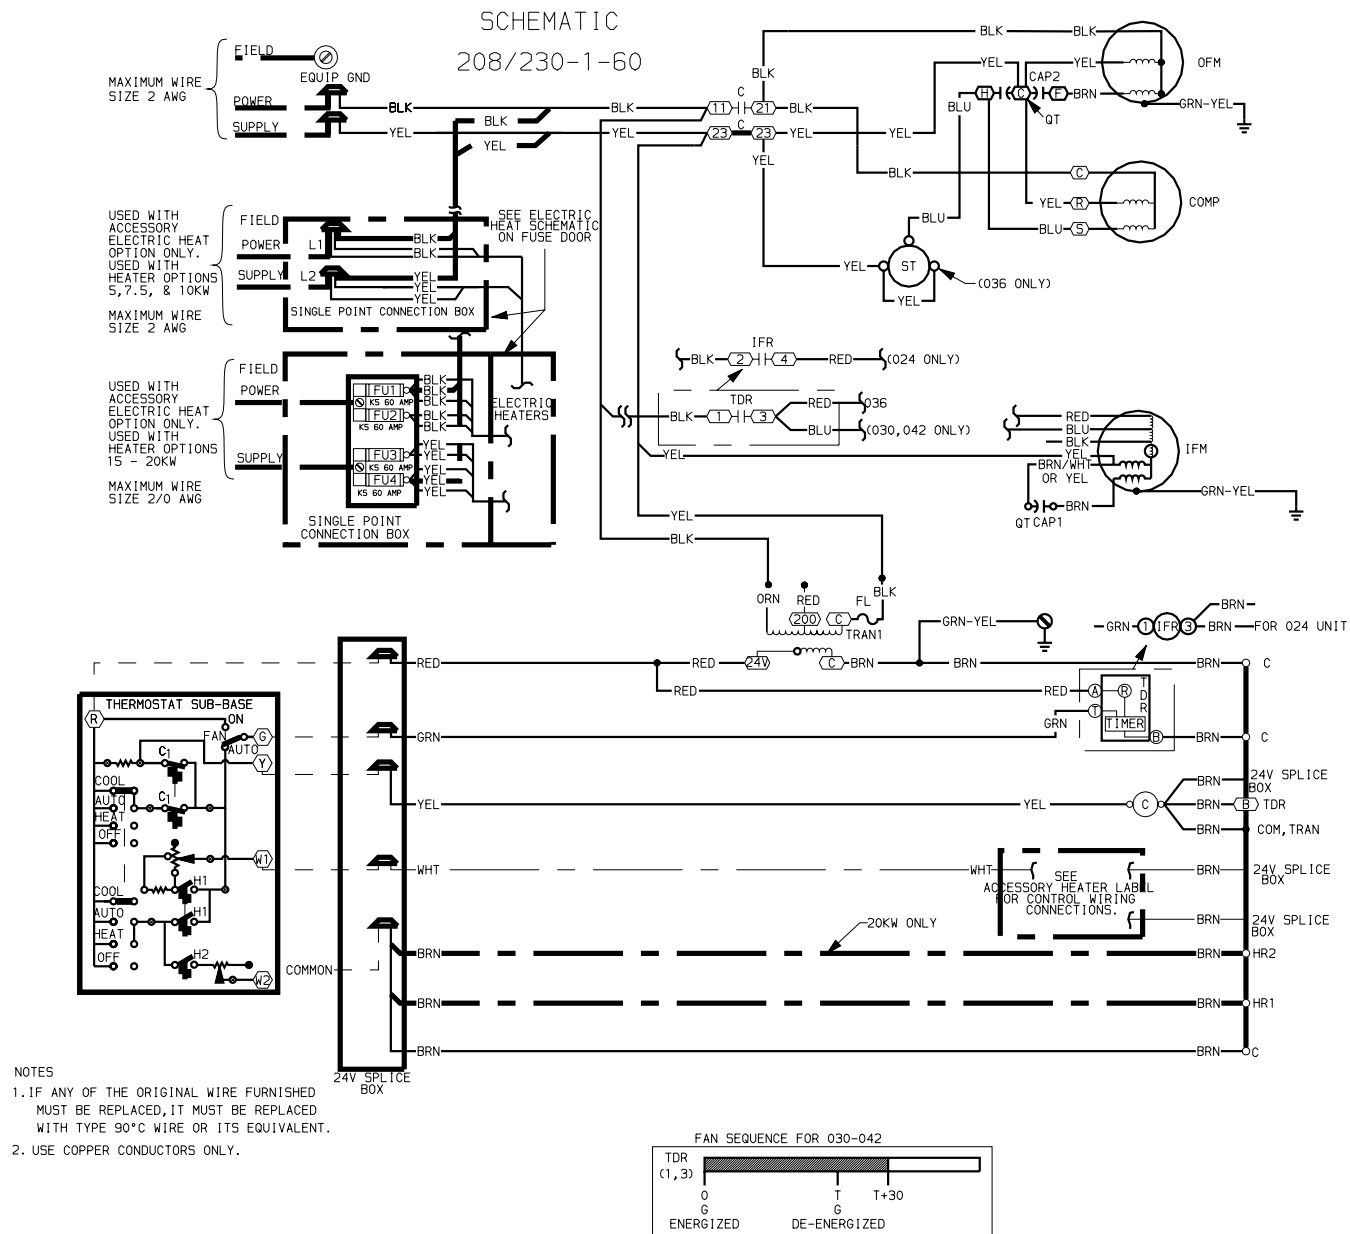 SCHEMATIC
208/230-1-60
FIELD
EQUIP GND
MAXIMUM WIRE
SIZE 2 AWG
POWER
SUPPLY
BLK
YEL
BLK
YEL
BLK
YEL
11
C
21
BLK
23
C
23
YEL
BLK
YEL
BLK
BLK
YEL
YEL
CAP2
H
C
F
BRN
BLU
QT
OFM
GRN-YEL
YEL
BLK
C
YEL
R
BLU
S
COMP
BLU
YEL
ST
YEL
(036 ONLY)
USED WITH
ACCESSORY
ELECTRIC HEAT
OPTION ONLY.
USED WITH
HEATER OPTIONS
5,7.5, & 10KW
MAXIMUM WIRE
SIZE 2 AWG
FIELD
POWER
SUPPLY
L1
L2
BLK
BLK
YEL
YEL
YEL
SINGLE POINT CONNECTION BOX
SEE ELECTRIC
HEAT SCHEMATIC
ON FUSE DOOR
USED WITH
ACCESSORY
ELECTRIC HEAT
OPTION ONLY.
USED WITH
HEATER OPTIONS
15 - 20KW
MAXIMUM WIRE
SIZE 2/0 AWG
FIELD
POWER
SUPPLY
FU1
K5 60 AMP
FU2
K5 60 AMP
FU3
K5 60 AMP
FU4
K5 60 AMP
BLK
BLK
BLK
BLK
BLK
YEL
YEL
YEL
YEL
YEL
ELECTRIC
HEATERS
SINGLE POINT
CONNECTION BOX
IFR
BLK
2
4
RED
(024 ONLY)
TDR
BLK
1
3
RED
036
BLU
(030,042 ONLY)
YEL
RED
BLU
BLK
YEL
BRN/WHT
OR YEL
IFM
QT CAP1
BRN
GRN-YEL
YEL
BLK
ORN
RED
FL
BLK
200
C
TRAN1
24V
C
RED
RED
BRN
GRN-YEL
BRN
BRN
GRN
1
IFR
3
BRN
FOR 024 UNIT
BRN
C
RED
RED
A
R
T
D
R
T
TIMER
B
GRN
GRN
BRN
C
THERMOSTAT SUB-BASE
R
ON
FAN
AUTO
G
Y
C1
C1
COOL
AUTO
HEAT
OFF
W1
H1
COOL
AUTO
H1
HEAT
OFF
H2
W2
COMMON
YEL
YEL
C
BRN
24V SPLICE
BOX
BRN
B
TDR
BRN
COM,TRAN
WHT
WHT
SEE
ACCESSORY HEATER LABEL
FOR CONTROL WIRING
CONNECTIONS.
BRN
24V SPLICE
BOX
BRN
24V SPLICE
BOX
20KW ONLY
BRN
BRN
HR2
BRN
BRN
HR1
BRN
BRN
C
24V SPLICE
BOX
NOTES
1.IF ANY OF THE ORIGINAL WIRE FURNISHED
MUST BE REPLACED,IT MUST BE REPLACED
WITH TYPE 90°C WIRE OR ITS EQUIVALENT.
2. USE COPPER CONDUCTORS ONLY.
FAN SEQUENCE FOR 030-042
TDR
(1,3)
0
T
T+30
G
G
ENERGIZED
DE-ENERGIZED